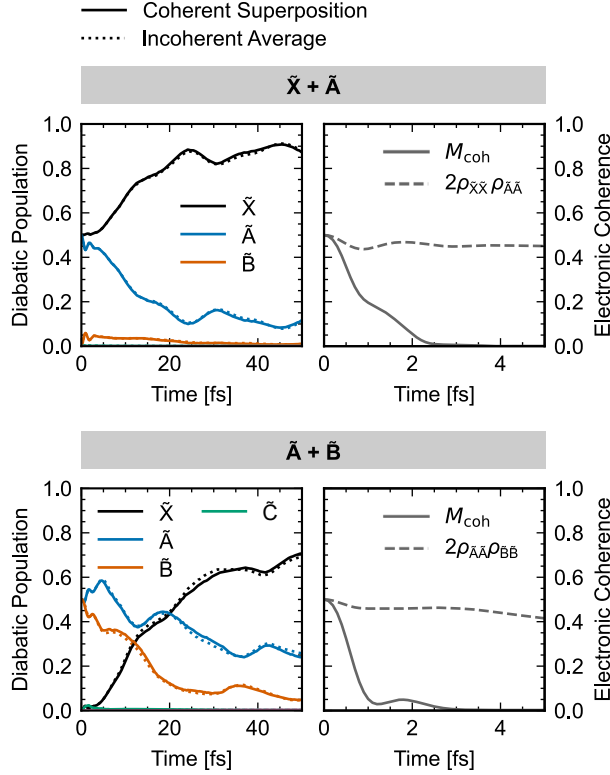 Coherent Superposition
Incoherent Average
X̃ + Ã
1.0
0.8
0.6
0.4
0.2
0.0
Diabatic Population
X̃
Ã
B̃
0
20
40
Time [fs]
M_coh
2ρ_X̃X̃ ρ_ÃÃ
1.0
0.8
0.6
0.4
0.2
0.0
Electronic Coherence
0
2
4
Time [fs]
Ã + B̃
1.0
0.8
0.6
0.4
0.2
0.0
Diabatic Population
X̃ C̃
Ã
B̃
0
20
40
Time [fs]
M_coh
2ρ_ÃÃρ_B̃B̃
1.0
0.8
0.6
0.4
0.2
0.0
Electronic Coherence
0
2
4
Time [fs]